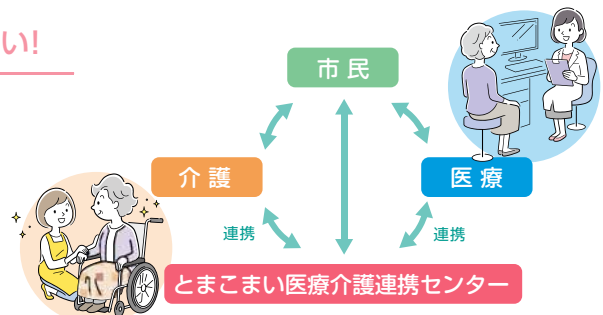 い!
市民
介護
医療
連携
連携
とまこまい医療介護連携センター